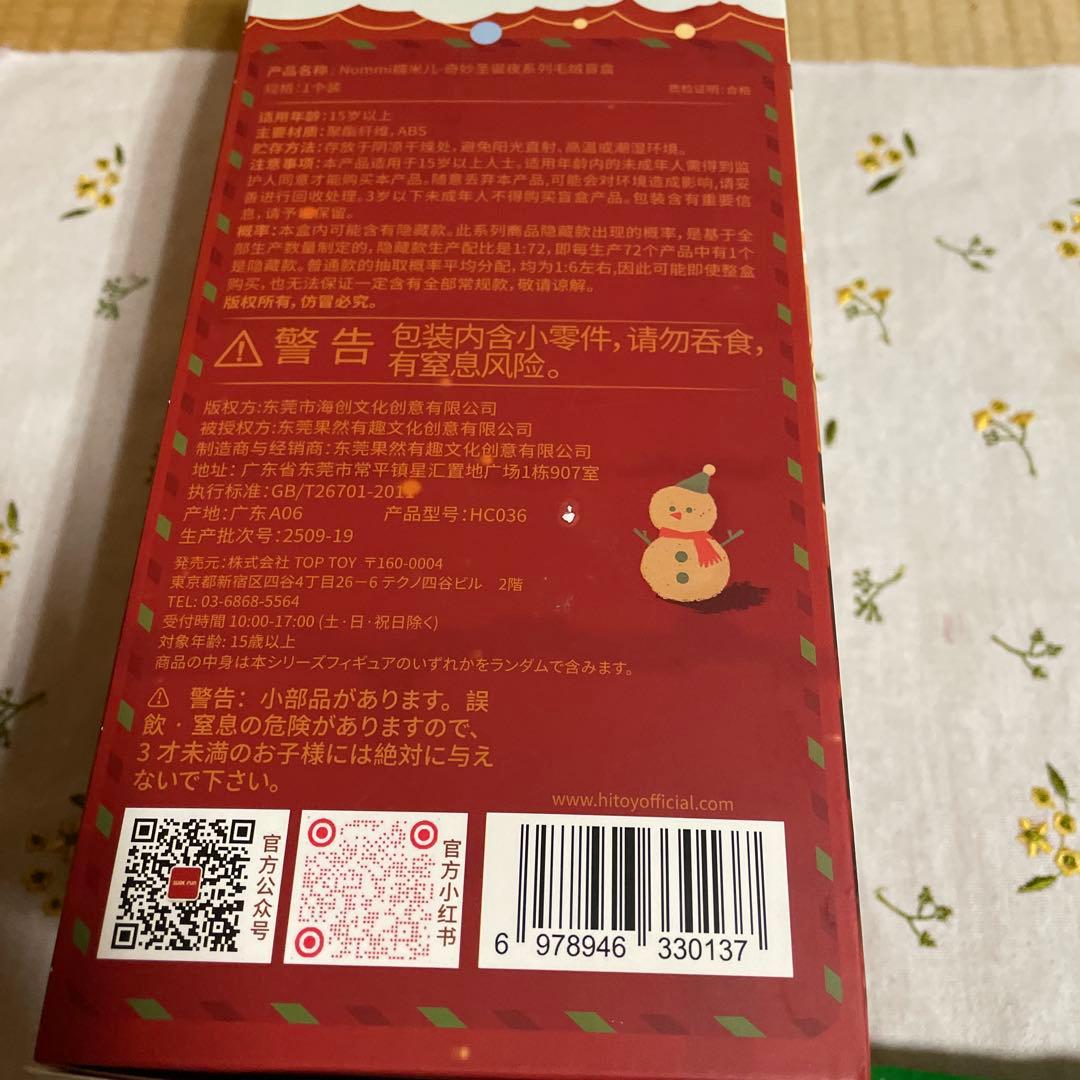 产品名称:Nommi糯米儿·奇妙圣诞夜系列毛绒盲盒
规格:1个装 质检证明:合格
适用年龄:15岁以上
主要材质:聚酯纤维, ABS
贮存方法:存放于阴凉干燥处,避免阳光直射、高温或潮湿环境。
注意事项:本产品适用于15岁以上人士。适用年龄内的未成年人需得到监
护人同意才能购买本产品。随意丢弃本产品,可能会对环境造成影响,请妥
善进行回收处理。3岁以下未成年人不得购买盲盒产品。包装含有重要信
息,请予以保留。
概率:本盒内可能含有隐藏款。此系列商品隐藏款出现的概率,是基于全
部生产数量制定的,隐藏款生产配比是1:72,即每生产72个产品中有1个
是隐藏款。普通款的抽取概率平均分配,均为1:6左右,因此可能即使整盒
购买,也无法保证一定含有全部常规款,敬请谅解。
版权所有,仿冒必究。
警告 包装内含小零件,请勿吞食,
有窒息风险。
版权方:东莞市海创文化创意有限公司
被授权方:东莞果然有趣文化创意有限公司
制造商与经销商:东莞果然有趣文化创意有限公司
地址:广东省东莞市常平镇星汇置地广场1栋907室
执行标准:GB/T26701-2011
产地:广东 A06 产品型号:HC036
生产批次号:2509-19
発売元:株式会社 TOP TOY 〒160-0004
東京都新宿区四谷4丁目26−6 テクノ四谷ビル 2階
TEL: 03-6868-5564
受付時間 10:00-17:00 (土·日·祝日除く)
対象年齢: 15歳以上
商品の中身は本シリーズフィギュアのいずれかをランダムで含みます。
警告: 小部品があります。誤
飲·窒息の危険がありますので、
3 才未満のお子様には絶対に与え
ないで下さい。
www.hitoyofficial.com
官方公众号
官方小红书
6 978946 330137